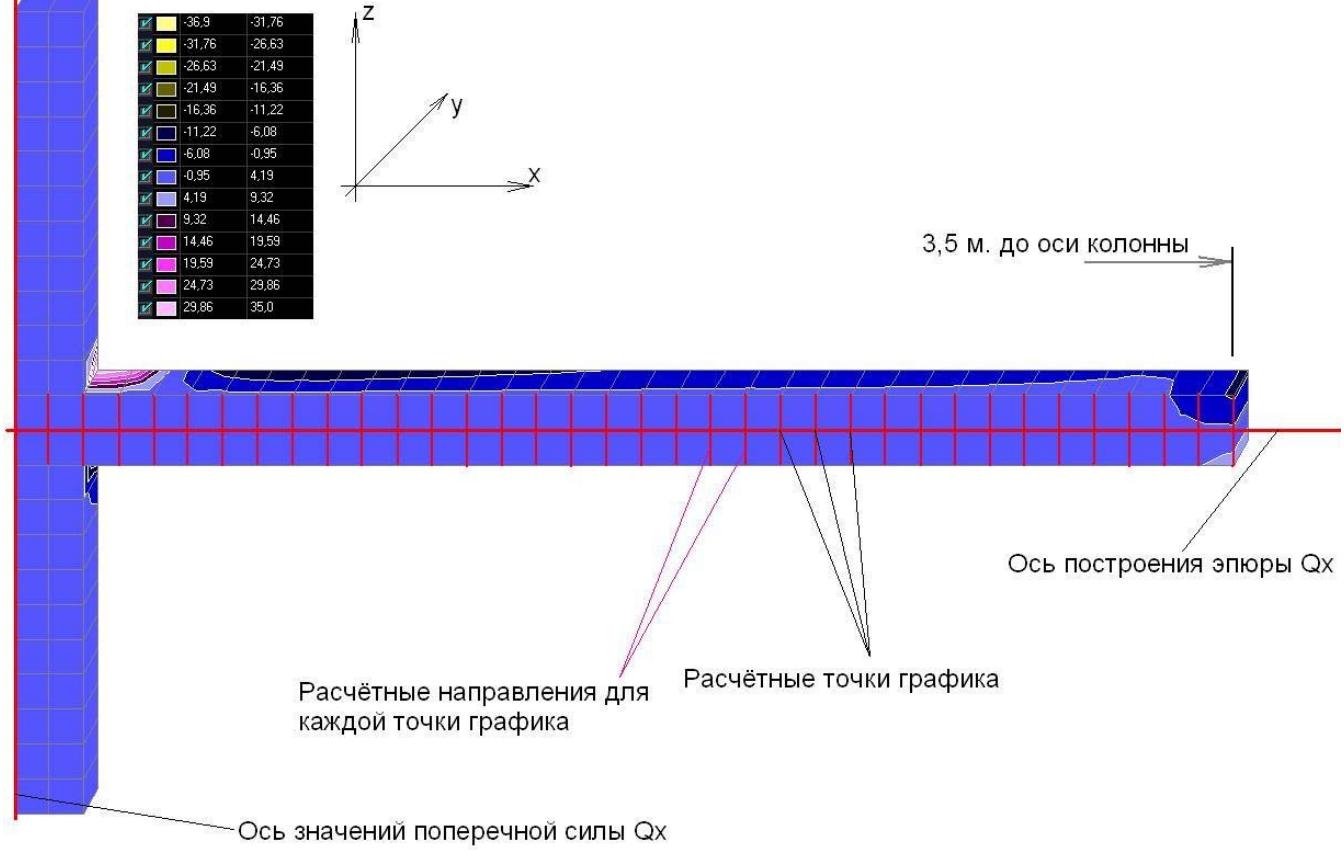 -36,9 -31,76
-31,76 -26,63
-26,63 -21,49
-21,49 -16,36
-16,36 -11,22
-11,22 -6,08
-6,08 -0,95
-0,95 4,19
4,19 9,32
9,32 14,46
14,46 19,59
19,59 24,73
24,73 29,86
29,86 35,0
z
y
x
3,5 м. до оси колонны
Ось построения эпюры Qx
Расчётные точки графика
Расчётные направления для
каждой точки графика
Ось значений поперечной силы Qx